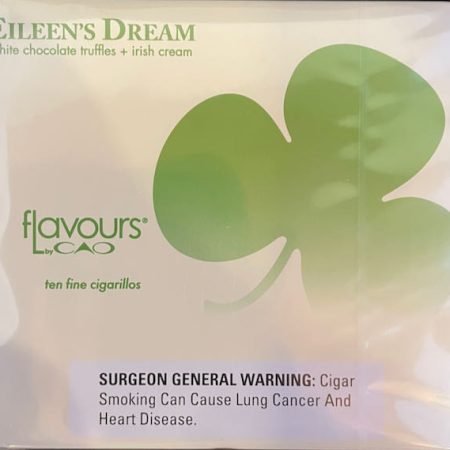 EILEEN'S DREAM
white chocolate truffles + irish cream
flavours®
by CAO
ten fine cigarillos
SURGEON GENERAL WARNING: Cigar
Smoking Can Cause Lung Cancer And
Heart Disease.